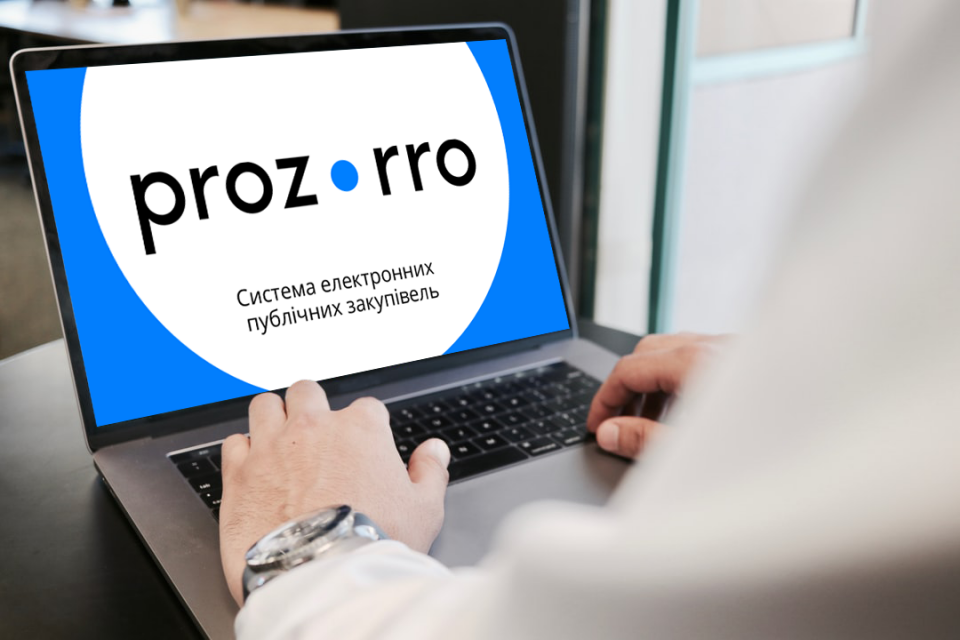 proz•rro
Система електронних
публічних закупівель